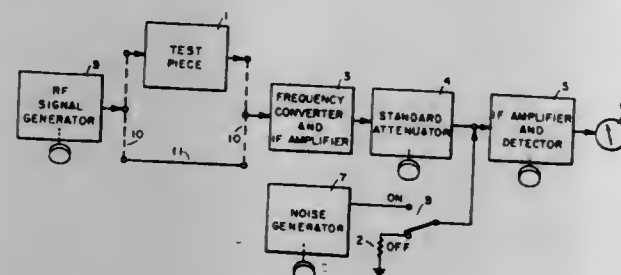 1
TEST
PIECE
9
RF
SIGNAL
GENERATOR
10
10
11
3
FREQUENCY
CONVERTER
AND
IF AMPLIFIER
4
STANDARD
ATTENUATOR
5
IF AMPLIFIER
AND
DETECTOR
7
NOISE
GENERATOR
ON
8
2
OFF